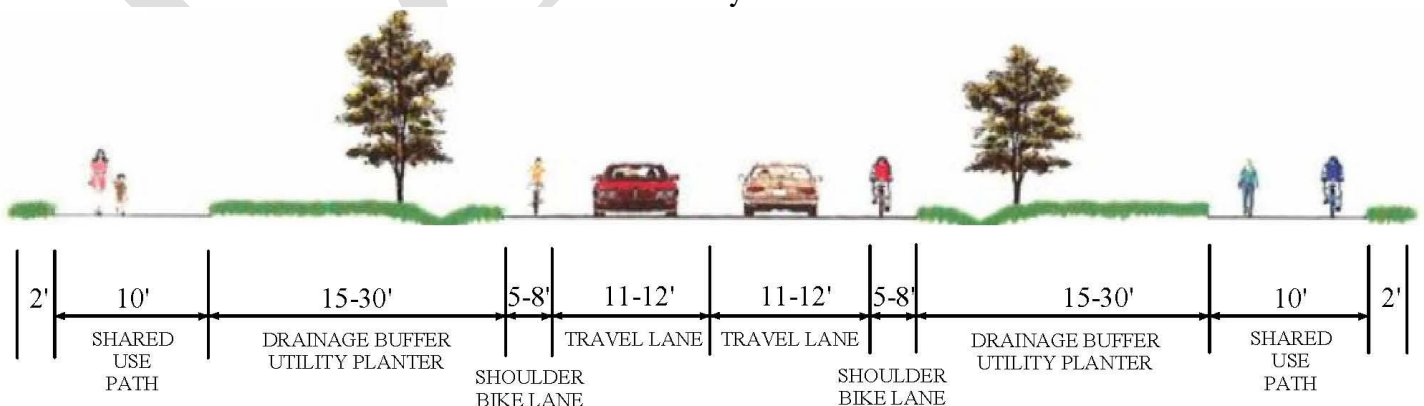 2' 10' 15-30' 5-8' 11-12' 11-12' 5-8' 15-30' 10' 2'
SHARED
USE
PATH
DRAINAGE BUFFER
UTILITY PLANTER
SHOULDER
BIKE LANE
TRAVEL LANE
TRAVEL LANE
SHOULDER
BIKE LANE
DRAINAGE BUFFER
UTILITY PLANTER
SHARED
USE
PATH